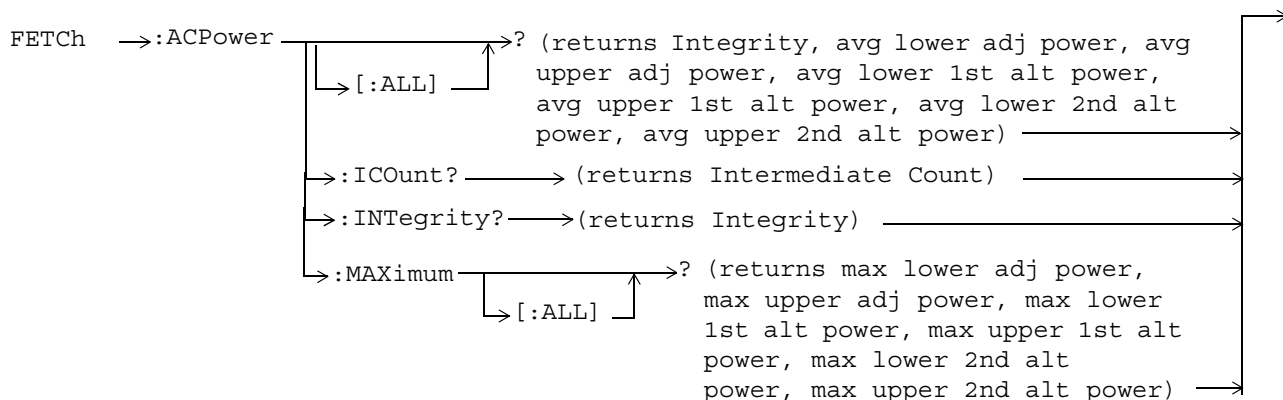 FETCh :ACPower ? (returns Integrity, avg lower adj power, avg
[:ALL] upper adj power, avg lower 1st alt power,
avg upper 1st alt power, avg lower 2nd alt
power, avg upper 2nd alt power)
:ICOunt? (returns Intermediate Count)
:INTegrity? (returns Integrity)
:MAXimum ? (returns max lower adj power,
[:ALL] max upper adj power, max lower
1st alt power, max upper 1st alt
power, max lower 2nd alt
power, max upper 2nd alt power)